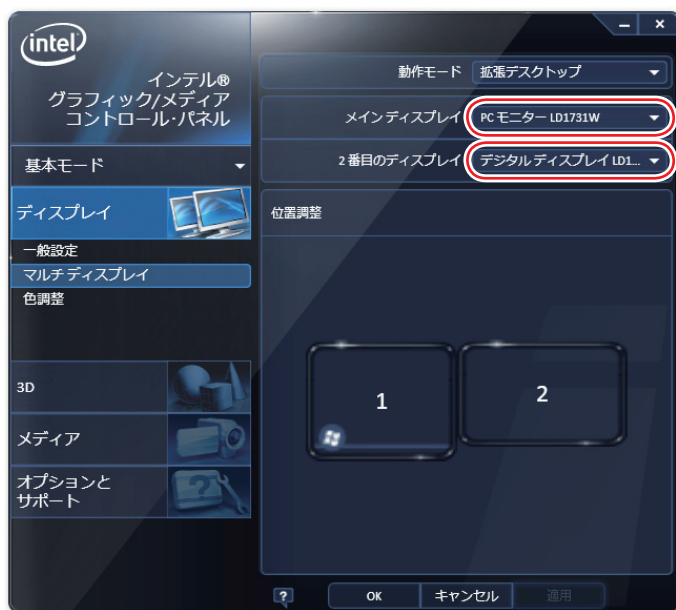 intel
インテル®
グラフィック/メディア
コントロール・パネル
基本モード
ディスプレイ
一般設定
マルチディスプレイ
色調整
3D
メディア
オプションと
サポート
動作モード 拡張デスクトップ
メインディスプレイ PCモニター LD1731W
2番目のディスプレイ デジタルディスプレイ LD1...
位置調整
1 2
? OK キャンセル 適用